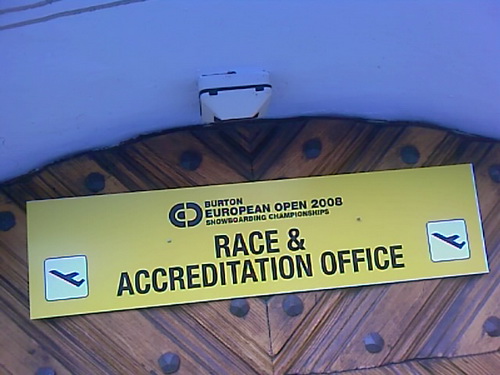 BURTON
EUROPEAN OPEN 2008
SNOWBOARDING CHAMPIONSHIPS
RACE &
ACCREDITATION OFFICE